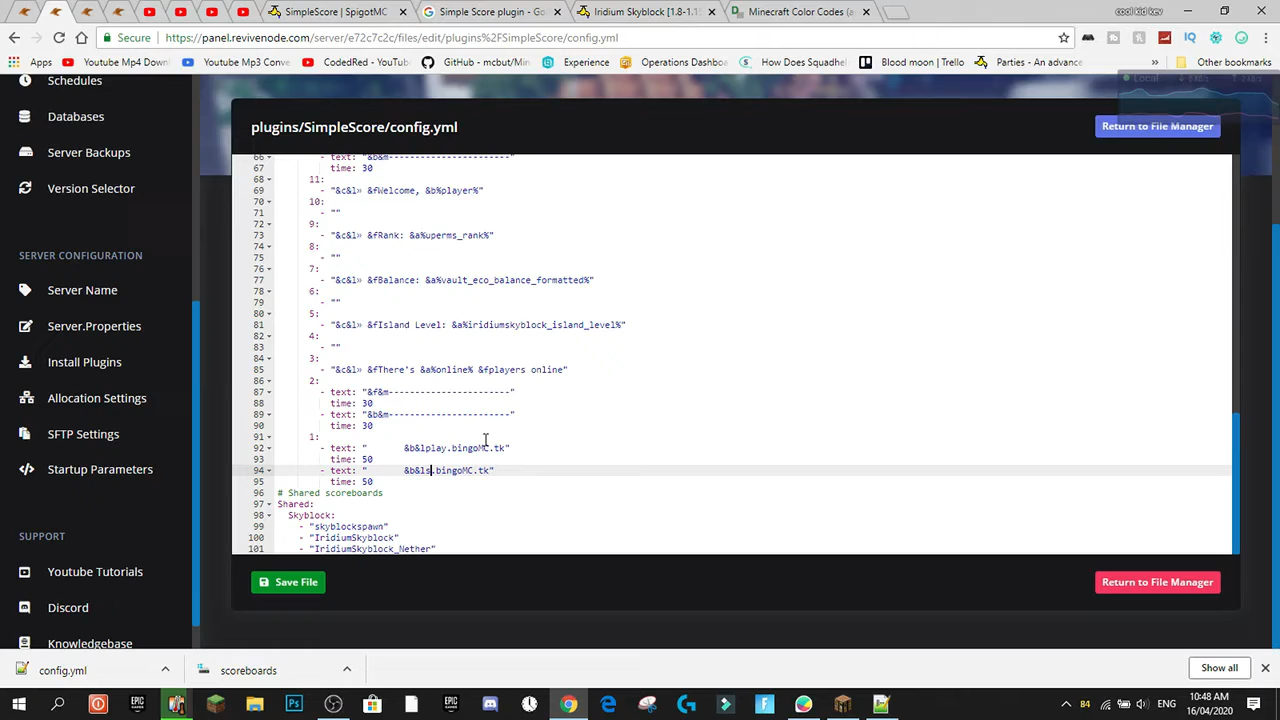 cool kid kev
SimpleScore | SpigotMC
Simple Score plugin - Go
Iridium Skyblock [1.8-1.1
Minecraft Color Codes (a
Secure
https://panel.revivenode.com/server/e72c7c2c/files/edit/plugins%2FSimpleScore/config.yml
Apps
Youtube Mp4 Down
Youtube Mp3 Conve
CodedRed - YouTub
GitHub - mcbut/Min
Experience
Operations Dashbo
How Does Squadhel
Blood moon | Trello
Parties - An advance
»
Other bookmarks
Local
Schedules
Databases
Server Backups
Version Selector
SERVER CONFIGURATION
Server Name
Server.Properties
Install Plugins
Allocation Settings
SFTP Settings
Startup Parameters
SUPPORT
Youtube Tutorials
Discord
Knowledgebase
plugins/SimpleScore/config.yml
Return to File Manager
66 - text: "&b&m-----------------------"
67 time: 30
68 11:
69 - "&c&l» &fWelcome, &b%player%"
70 10:
71 - ""
72 9:
73 - "&c&l» &fRank: &a%uperms_rank%"
74 8:
75 - ""
76 7:
77 - "&c&l» &fBalance: &a%vault_eco_balance_formatted%"
78 6:
79 - ""
80 5:
81 - "&c&l» &fIsland Level: &a%iridiumskyblock_island_level%"
82 4:
83 - ""
84 3:
85 - "&c&l» &fThere's &a%online% &fplayers online"
86 2:
87 - text: "&f&m-----------------------"
88 time: 30
89 - text: "&b&m-----------------------"
90 time: 30
91 1:
92 - text: "       &b&lplay.bingoMC.tk"
93 time: 50
94 - text: "       &b&ls.bingoMC.tk"
95 time: 50
96 # Shared scoreboards
97 Shared:
98 Skyblock:
99 - "skyblockspawn"
100 - "IridiumSkyblock"
101 - "IridiumSkyblock_Nether"
Save File
Return to File Manager
config.yml
scoreboards
Show all
84
ENG
10:48 AM
16/04/2020